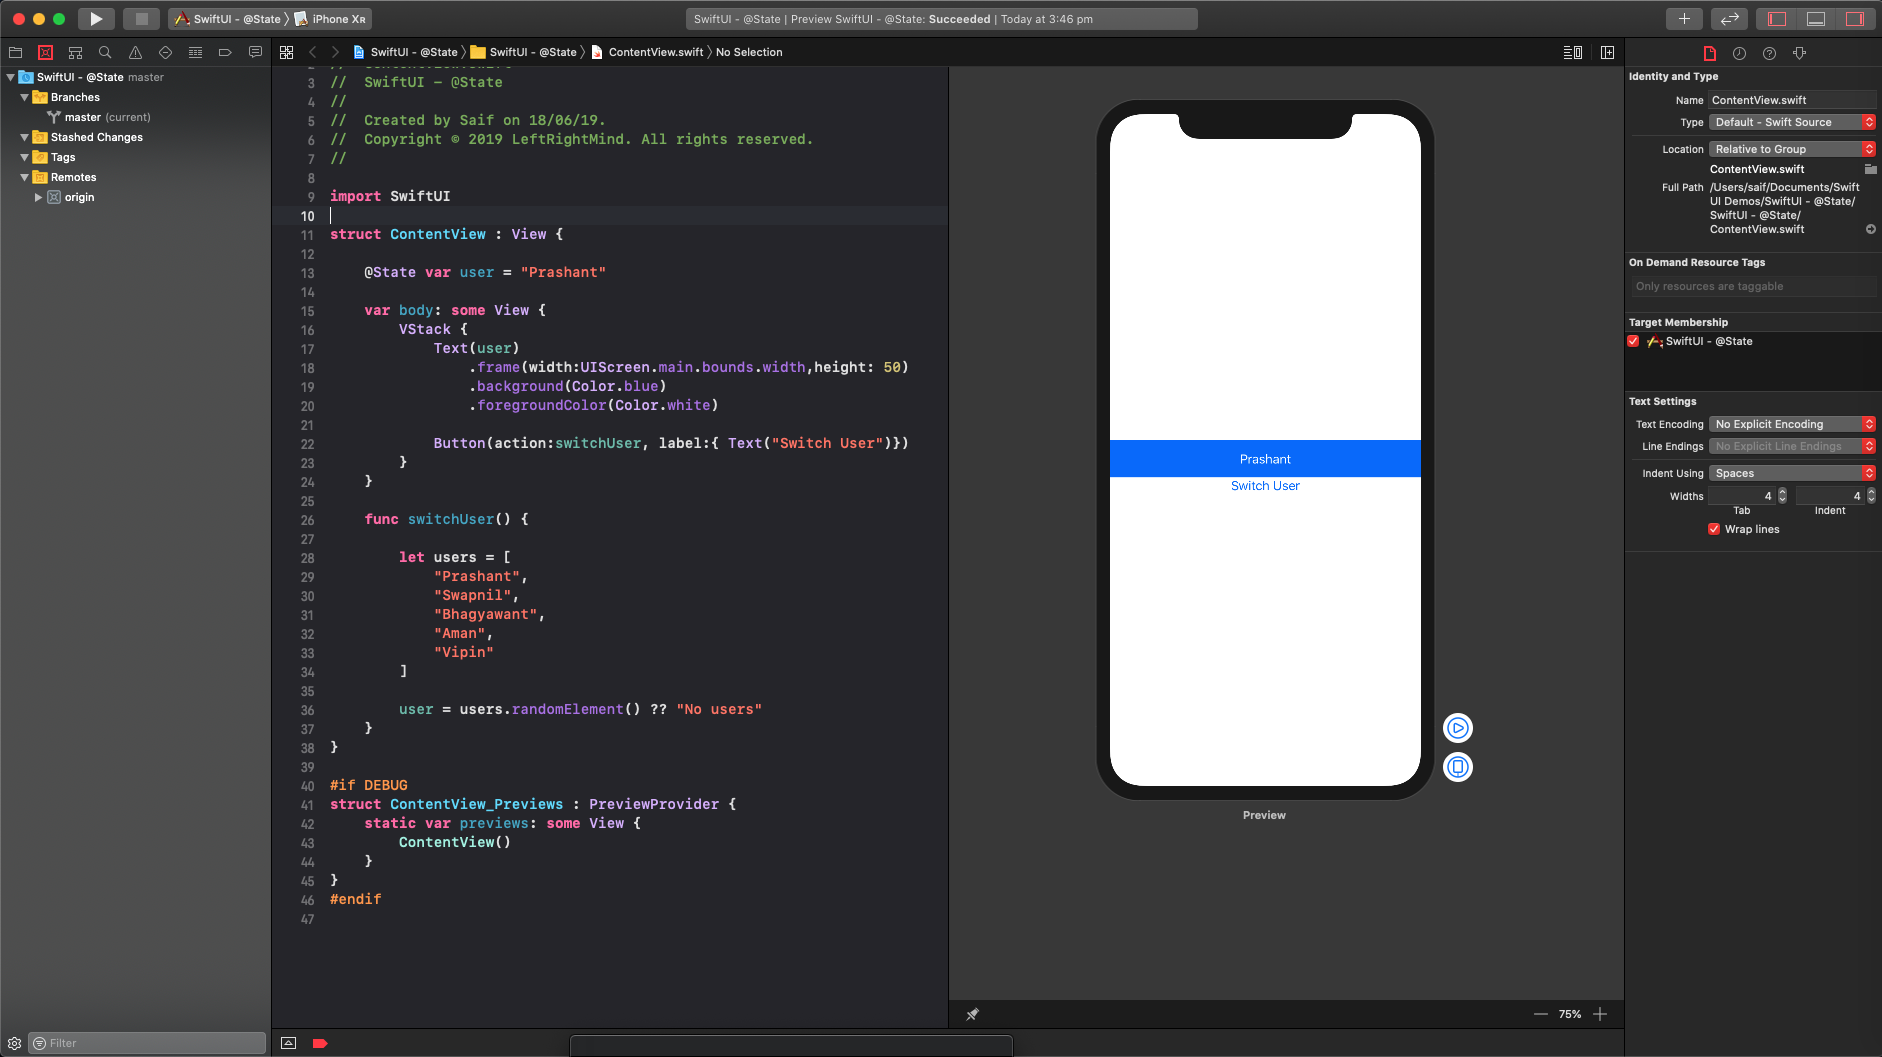 SwiftUI - @State iPhone XR
SwiftUI - @State | Preview SwiftUI - @State: Succeeded | Today at 3:46 pm
SwiftUI - @State SwiftUI - @State ContentView.swift No Selection
SwiftUI - @State master
Branches
master (current)
Stashed Changes
Tags
Remotes
origin
Filter
3 // SwiftUI - @State
4 //
5 // Created by Saif on 18/06/19.
6 // Copyright © 2019 LeftRightMind. All rights reserved.
7 //
8
9 import SwiftUI
10
11 struct ContentView : View {
12
13 @State var user = "Prashant"
14
15 var body: some View {
16 VStack {
17 Text(user)
18 .frame(width:UIScreen.main.bounds.width,height: 50)
19 .background(Color.blue)
20 .foregroundColor(Color.white)
21
22 Button(action:switchUser, label:{ Text("Switch User")})
23 }
24 }
25
26 func switchUser() {
27
28 let users = [
29 "Prashant",
30 "Swapnil",
31 "Bhagyawant",
32 "Aman",
33 "Vipin"
34 ]
35
36 user = users.randomElement() ?? "No users"
37 }
38 }
39
40 #if DEBUG
41 struct ContentView_Previews : PreviewProvider {
42 static var previews: some View {
43 ContentView()
44 }
45 }
46 #endif
47
Prashant
Switch User
Preview
75%
Identity and Type
Name ContentView.swift
Type Default - Swift Source
Location Relative to Group
ContentView.swift
Full Path /Users/saif/Documents/Swift
UI Demos/SwiftUI - @State/
SwiftUI - @State/
ContentView.swift
On Demand Resource Tags
Only resources are taggable
Target Membership
SwiftUI - @State
Text Settings
Text Encoding No Explicit Encoding
Line Endings No Explicit Line Endings
Indent Using Spaces
Widths 4 4
Tab Indent
Wrap lines